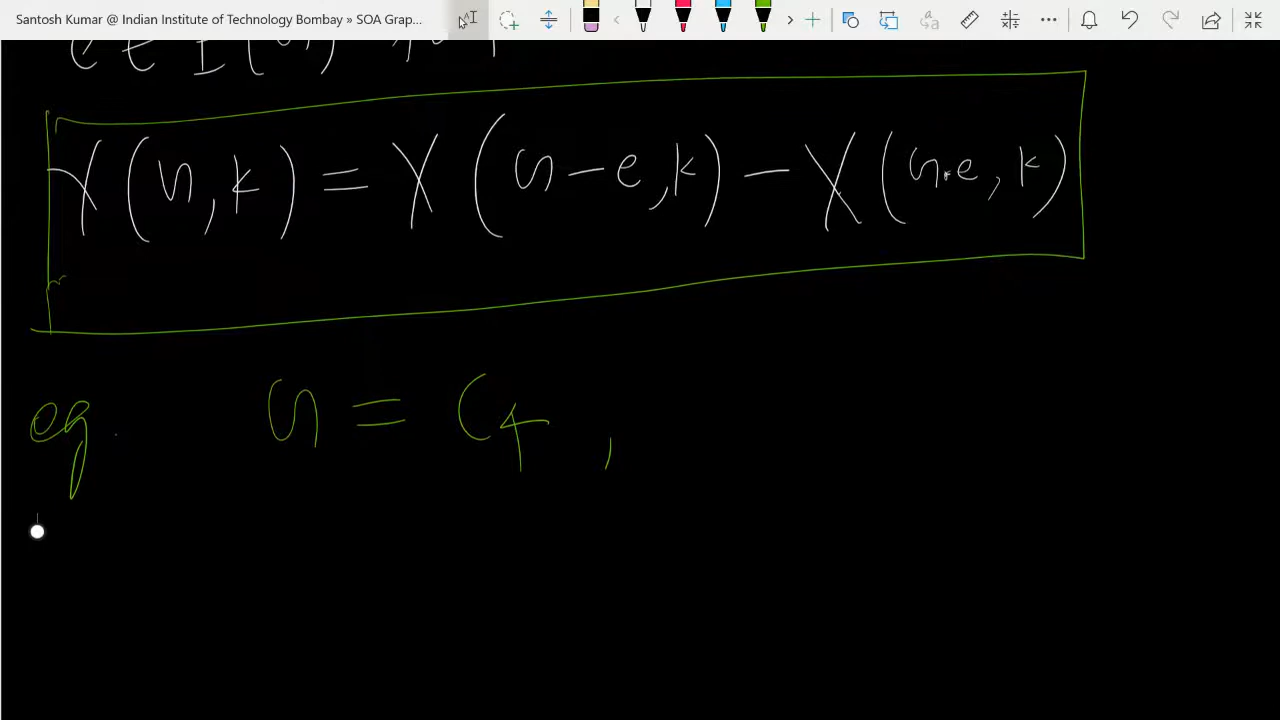 Santosh Kumar @ Indian Institute of Technology Bombay » SOA Grap...
e ∈ E(G),
χ(G, k) = χ(G - e, k) - χ(G.e, k)
eg. G = C4 ,